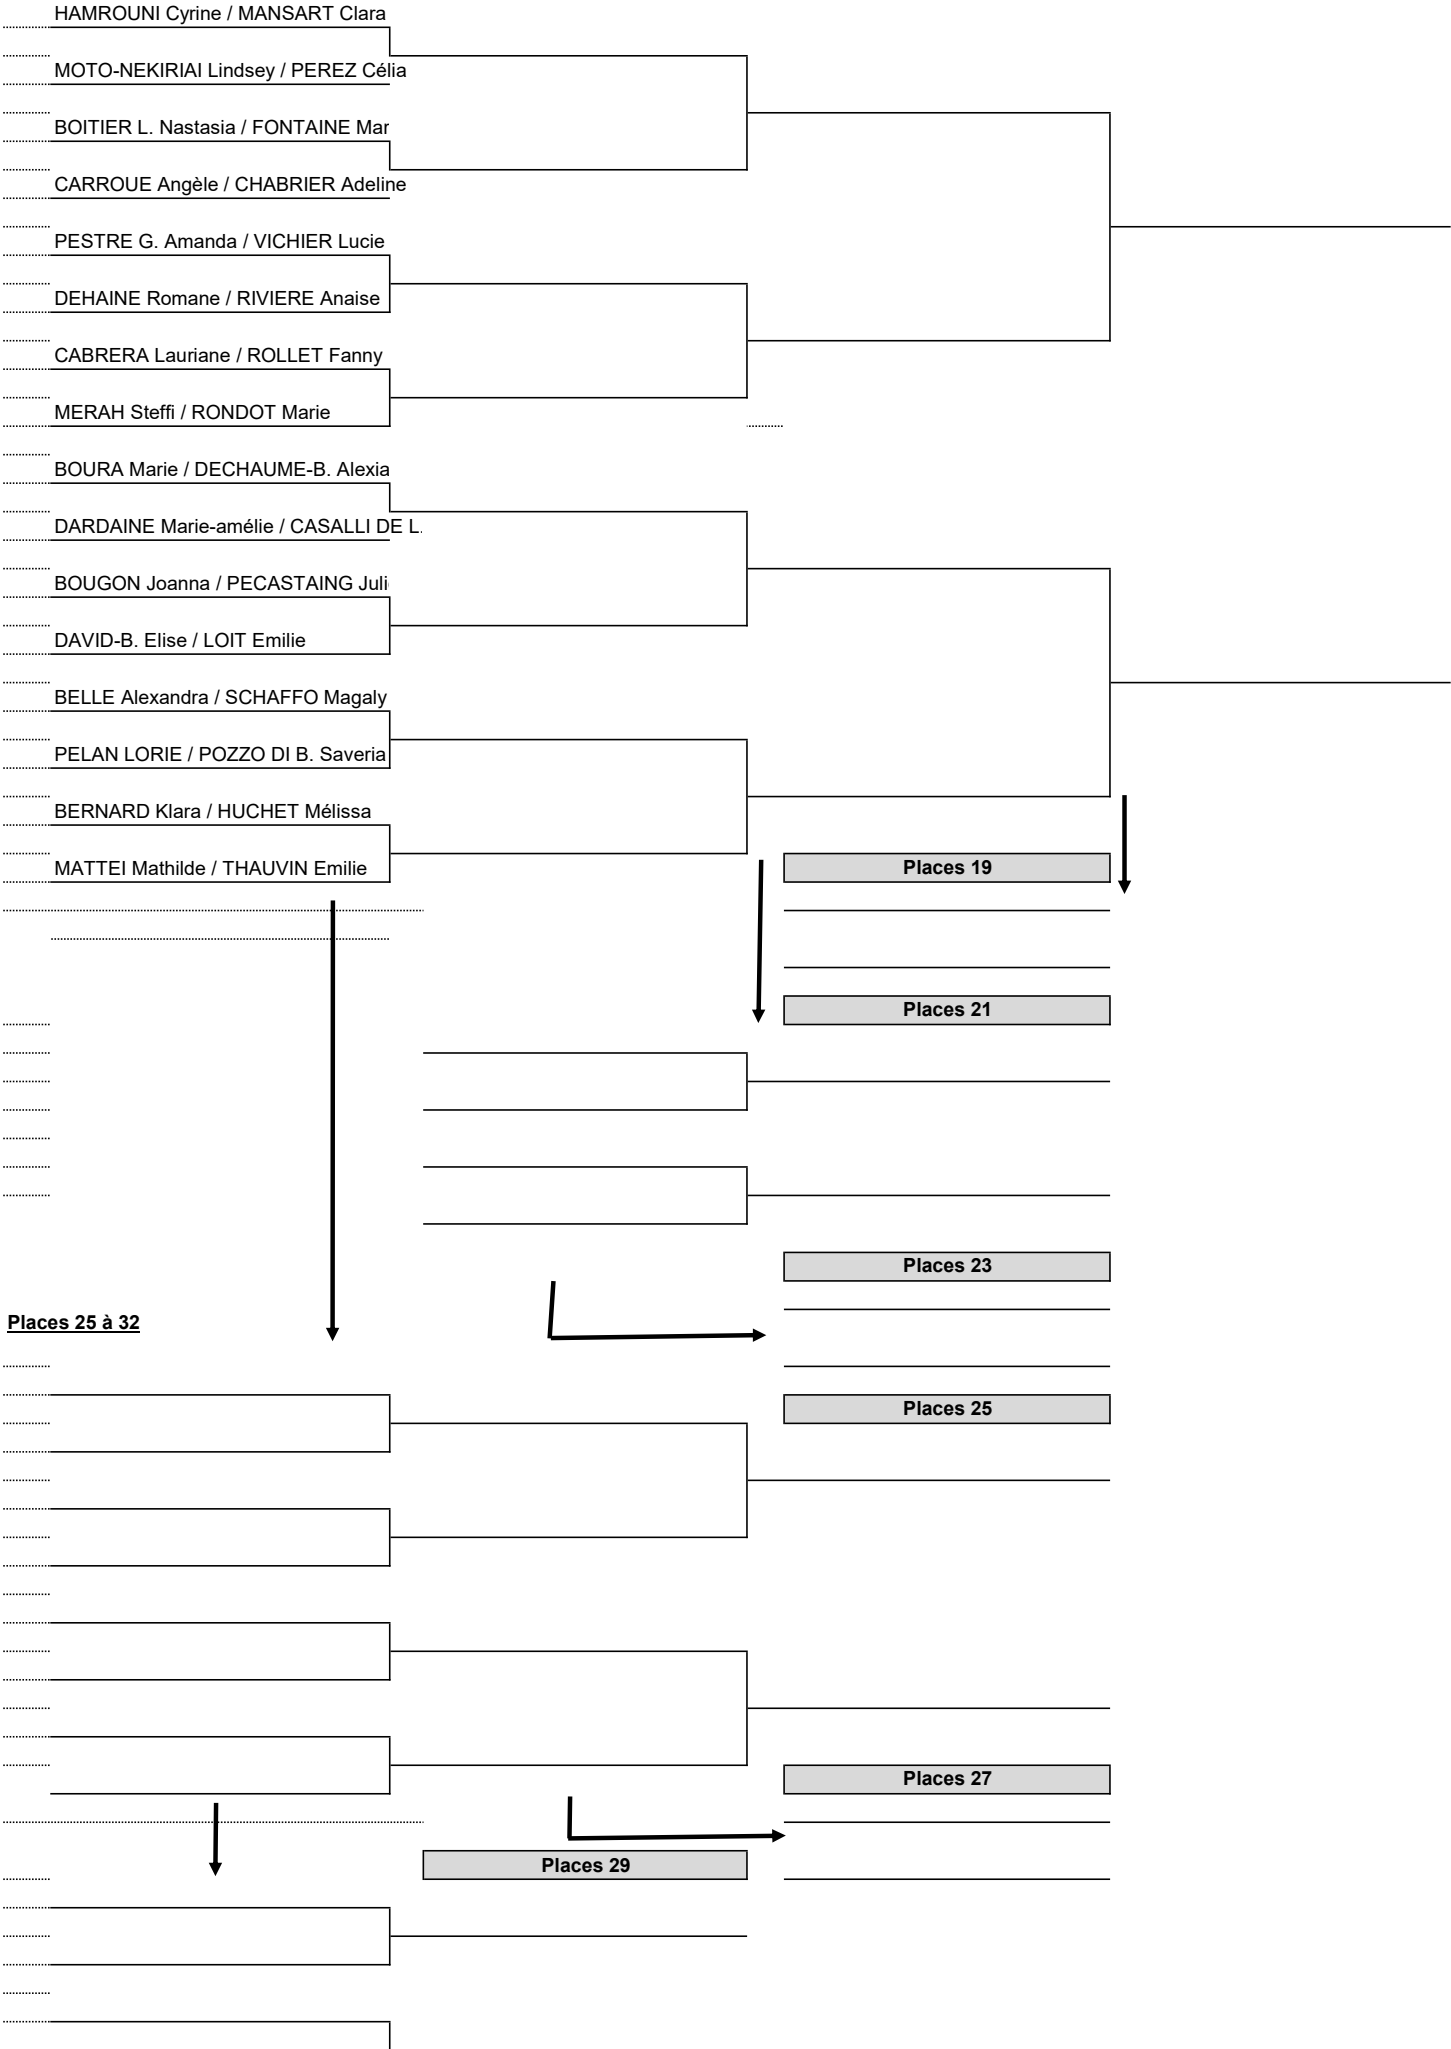 HAMROUNI Cyrine / MANSART Clara
MOTO-NEKIRIAI Lindsey / PEREZ Célia
BOITIER L. Nastasia / FONTAINE Mar
CARROUE Angèle / CHABRIER Adeline
PESTRE G. Amanda / VICHIER Lucie
DEHAINE Romane / RIVIERE Anaise
CABRERA Lauriane / ROLLET Fanny
MERAH Steffi / RONDOT Marie
BOURA Marie / DECHAUME-B. Alexia
DARDAINE Marie-amélie / CASALLI DE L.
BOUGON Joanna / PECASTAING Juli
DAVID-B. Elise / LOIT Emilie
BELLE Alexandra / SCHAFFO Magaly
PELAN LORIE / POZZO DI B. Saveria
BERNARD Klara / HUCHET Mélissa
MATTEI Mathilde / THAUVIN Emilie
Places 19
Places 21
Places 23
Places 25 à 32
Places 25
Places 27
Places 29